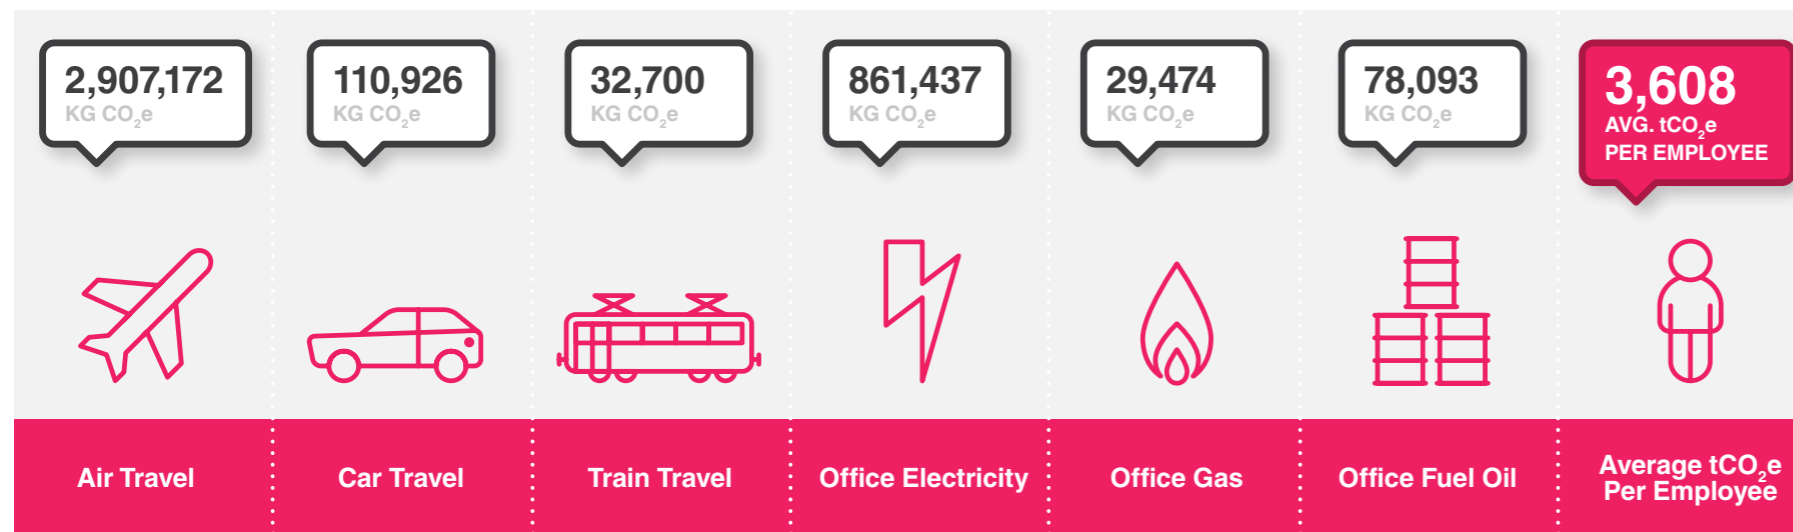 2,907,172
KG CO₂e
110,926
KG CO₂e
32,700
KG CO₂e
861,437
KG CO₂e
29,474
KG CO₂e
78,093
KG CO₂e
3,608
AVG. tCO₂e
PER EMPLOYEE
Air Travel
Car Travel
Train Travel
Office Electricity
Office Gas
Office Fuel Oil
Average tCO₂e
Per Employee